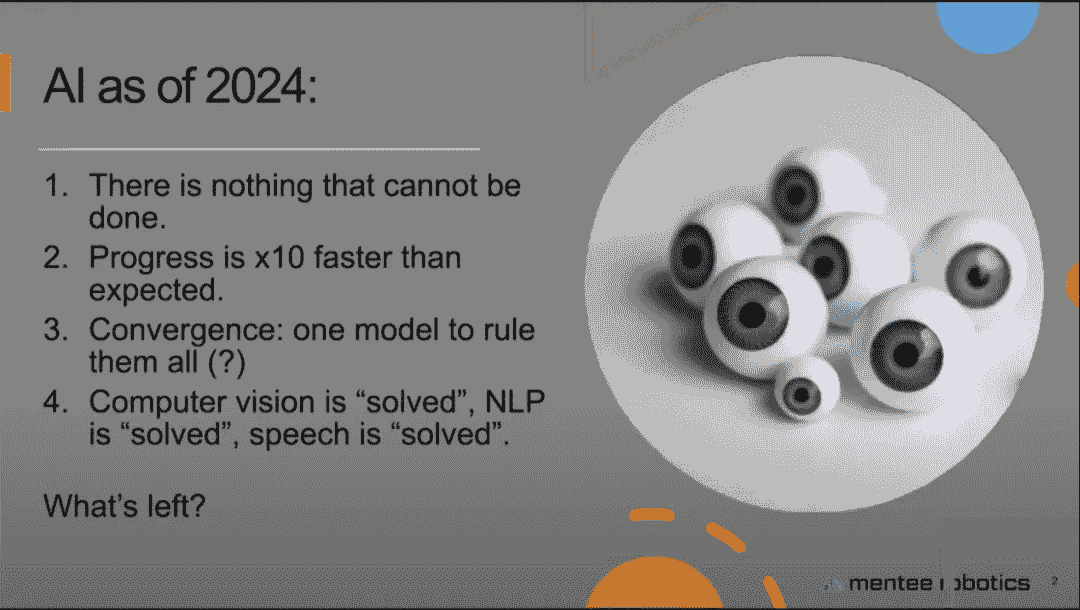 AI as of 2024:
1. There is nothing that cannot be
done.
2. Progress is x10 faster than
expected.
3. Convergence: one model to rule
them all (?)
4. Computer vision is “solved”, NLP
is “solved”, speech is “solved”.
What’s left?
mentee robotics
2